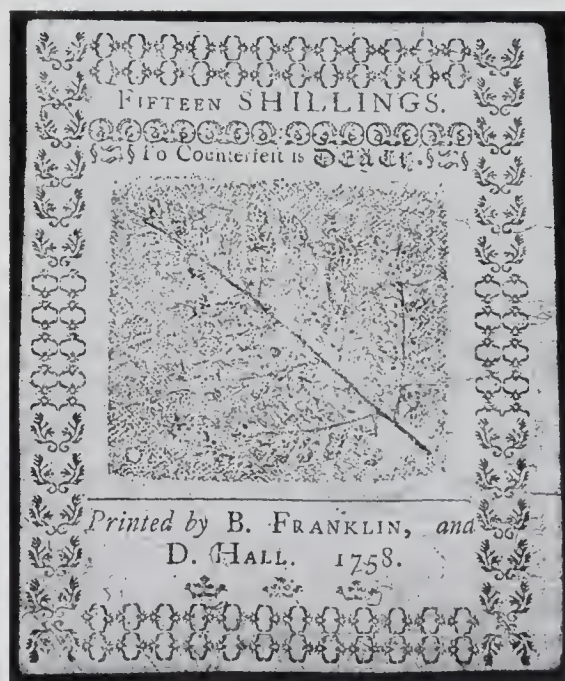 FIFTEEN SHILLINGS.
To Counterfeit is DEATH.
Printed by B. FRANKLIN, and
D. HALL. 1758.